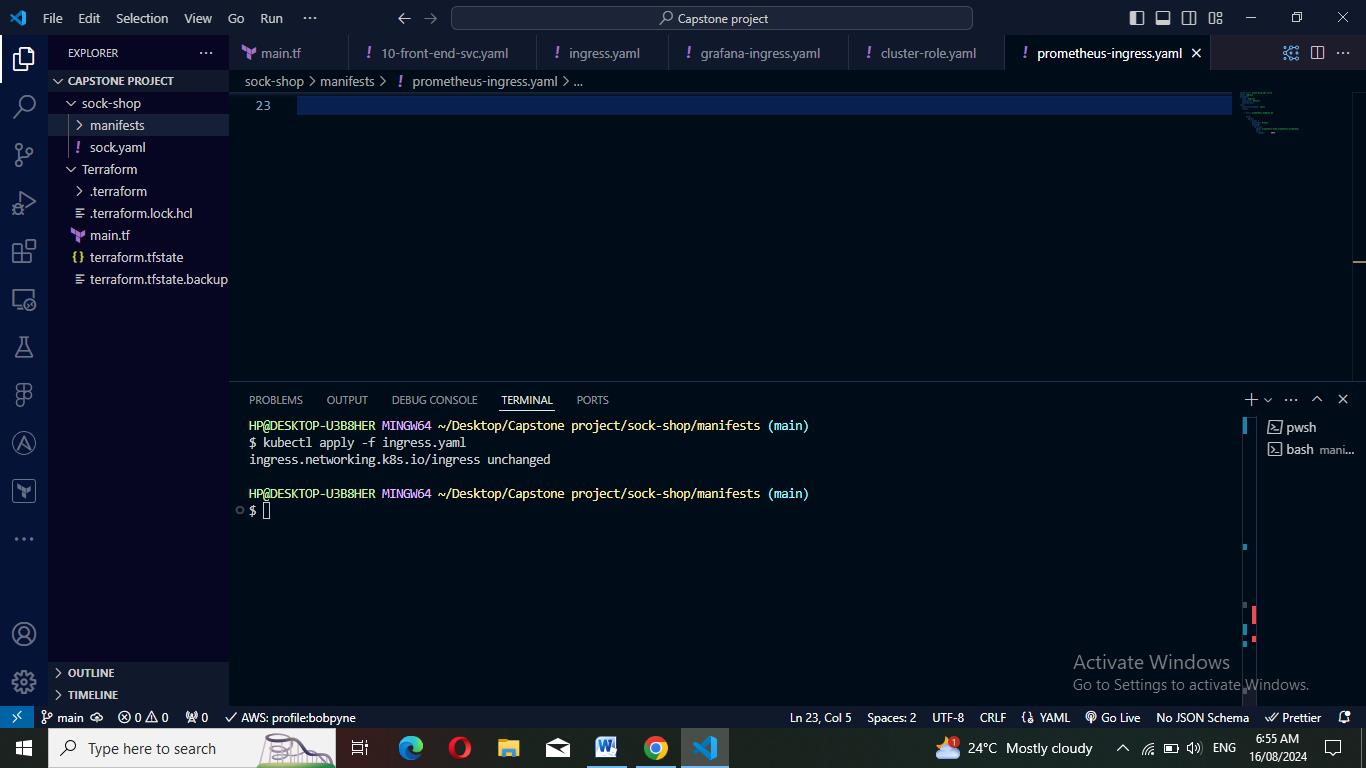 File Edit Selection View Go Run ··· Capstone project
EXPLORER ···
CAPSTONE PROJECT
sock-shop
manifests
sock.yaml
Terraform
.terraform
.terraform.lock.hcl
main.tf
terraform.tfstate
terraform.tfstate.backup
OUTLINE
TIMELINE
main.tf 10-front-end-svc.yaml ingress.yaml grafana-ingress.yaml cluster-role.yaml prometheus-ingress.yaml
sock-shop > manifests > ! prometheus-ingress.yaml > ...
23
PROBLEMS OUTPUT DEBUG CONSOLE TERMINAL PORTS
HP@DESKTOP-U3B8HER MINGW64 ~/Desktop/Capstone project/sock-shop/manifests (main)
$ kubectl apply -f ingress.yaml
ingress.networking.k8s.io/ingress unchanged
HP@DESKTOP-U3B8HER MINGW64 ~/Desktop/Capstone project/sock-shop/manifests (main)
$
pwsh
bash mani...
Activate Windows
Go to Settings to activate Windows.
main 0 0 0 AWS: profile:bobpyne Ln 23, Col 5 Spaces: 2 UTF-8 CRLF {} YAML Go Live No JSON Schema Prettier
Type here to search 1 24°C Mostly cloudy ENG
6:55 AM
16/08/2024